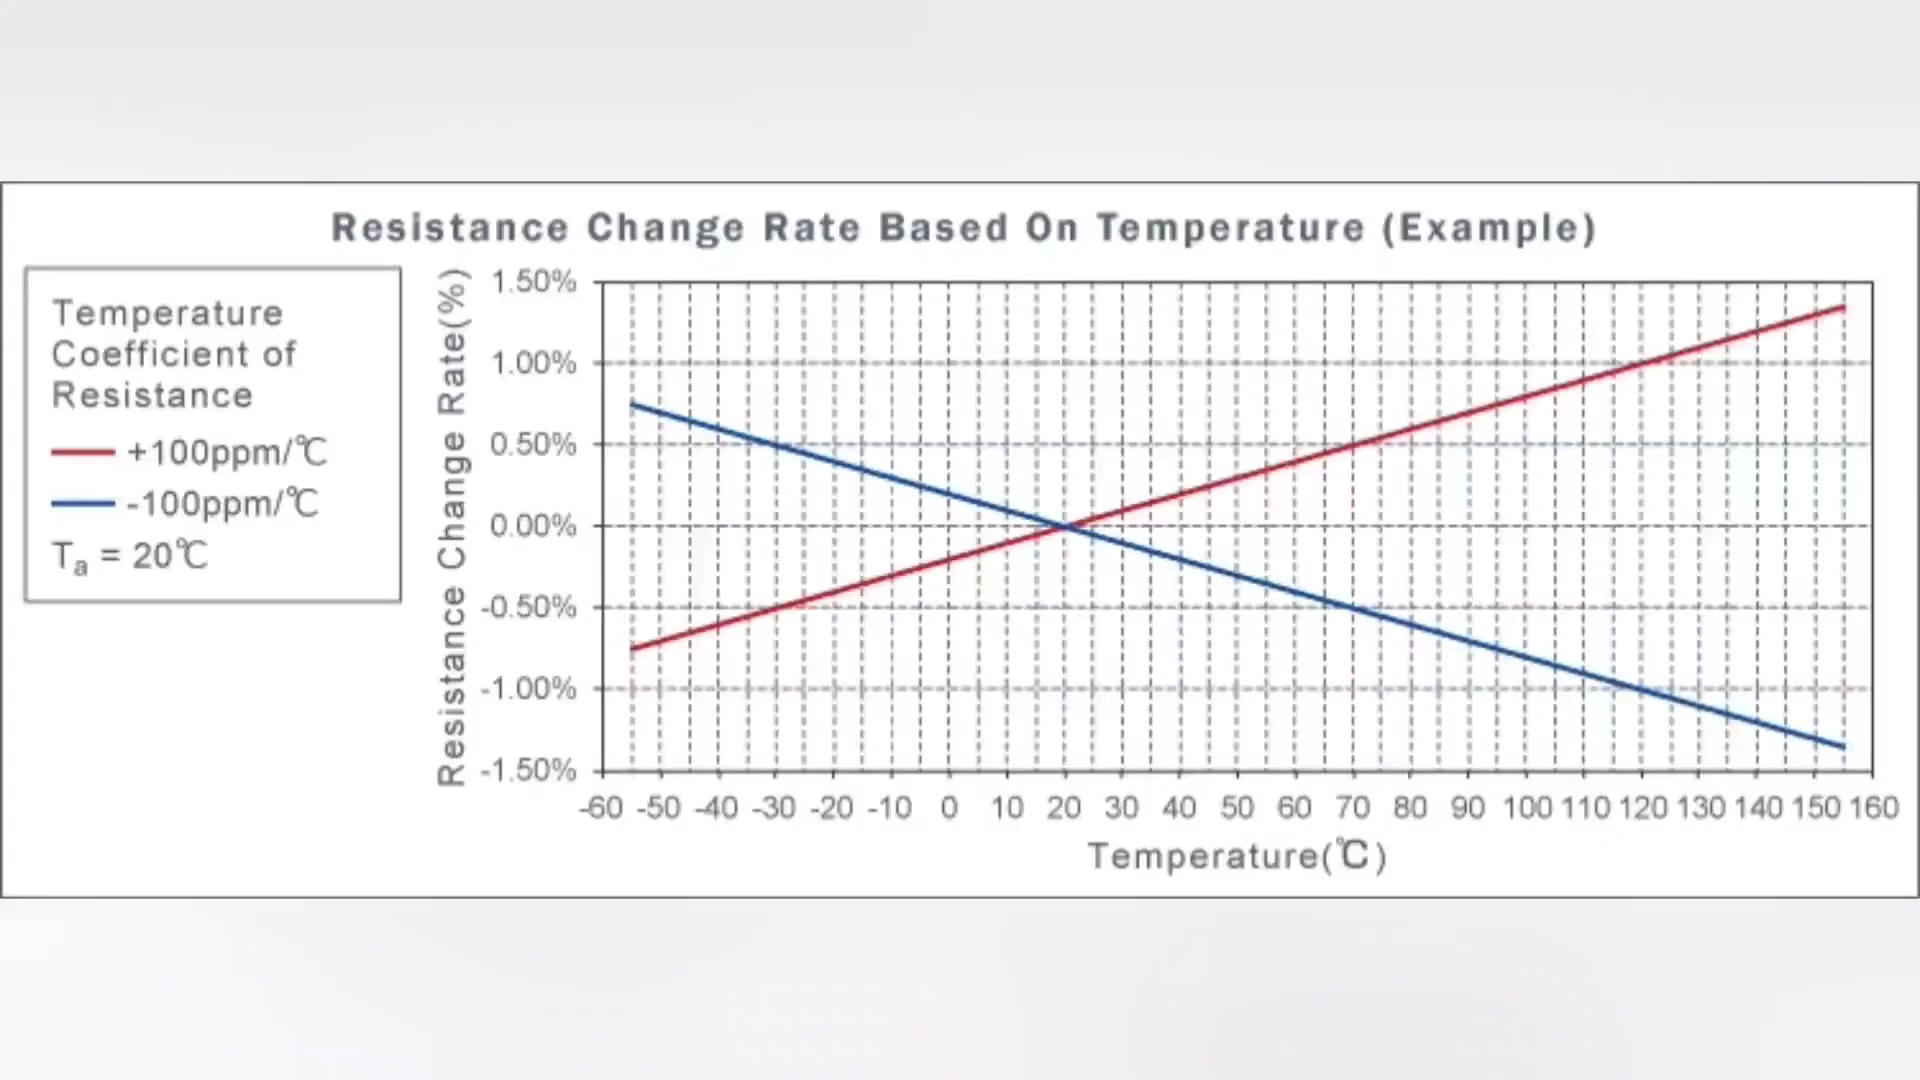 Resistance Change Rate Based On Temperature (Example)
Temperature
Coefficient of
Resistance
+100ppm/℃
-100ppm/℃
Ta = 20℃
Resistance Change Rate(%)
1.50%
1.00%
0.50%
0.00%
-0.50%
-1.00%
-1.50%
-60 -50 -40 -30 -20 -10 0 10 20 30 40 50 60 70 80 90 100 110 120 130 140 150 160
Temperature(℃)